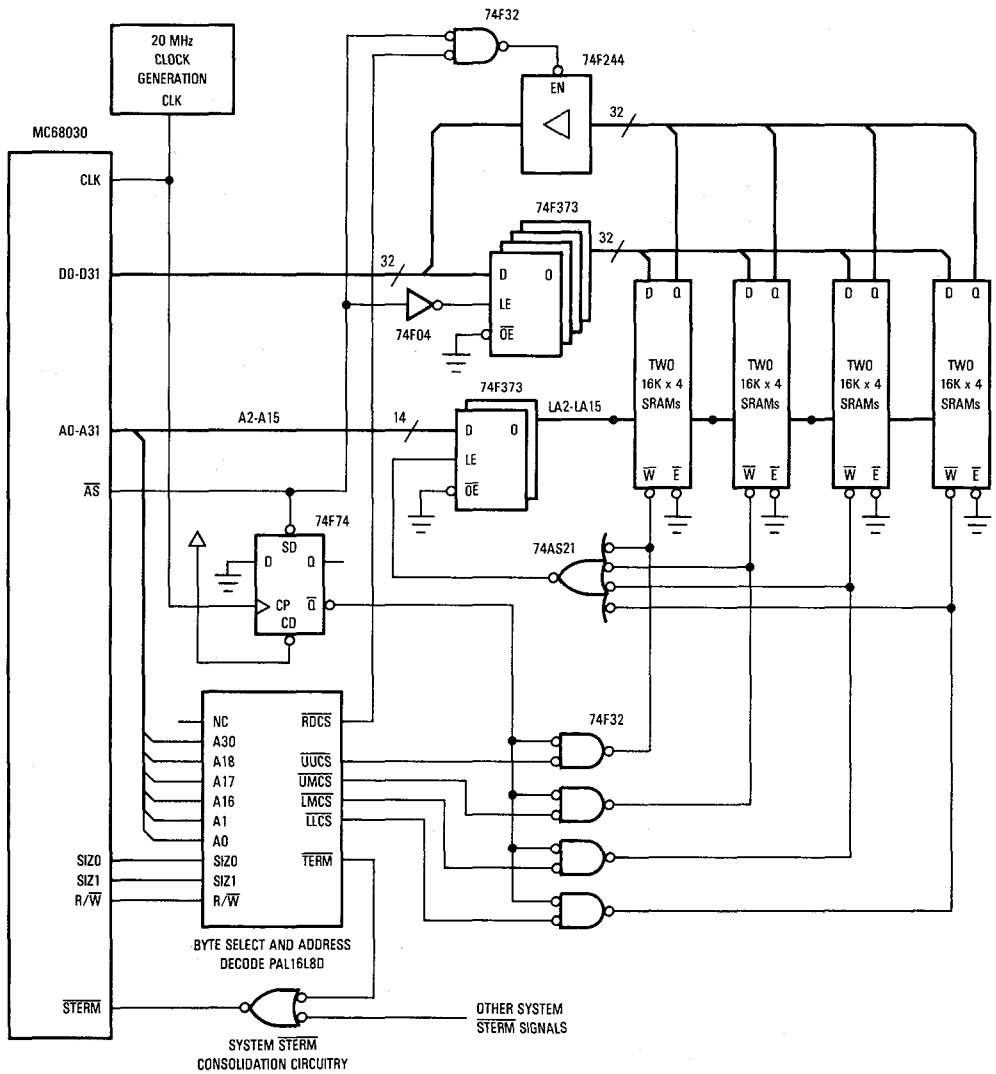 74F32
20 MHz
CLOCK
GENERATION
CLK
74F244
EN
32
MC68030
CLK
74F373
32
D0-D31
32
D O
LE
OE
74F04
D Q
D Q
D Q
D Q
TWO
16K x 4
SRAMs
TWO
16K x 4
SRAMs
TWO
16K x 4
SRAMs
TWO
16K x 4
SRAMs
74F373
A0-A31
A2-A15
14
LA2-LA15
D O
LE
OE
W E
W E
W E
W E
AS
74F74
SD
D Q
CP Q
CD
74AS21
NC
A30
A18
A17
A16
A1
A0
SIZ0
SIZ1
R/W
RDCS
UUCS
UMCS
LMCS
LLCS
TERM
74F32
SIZ0
SIZ1
R/W
BYTE SELECT AND ADDRESS
DECODE PAL16L8D
STERM
OTHER SYSTEM
STERM SIGNALS
SYSTEM STERM
CONSOLIDATION CIRCUITRY